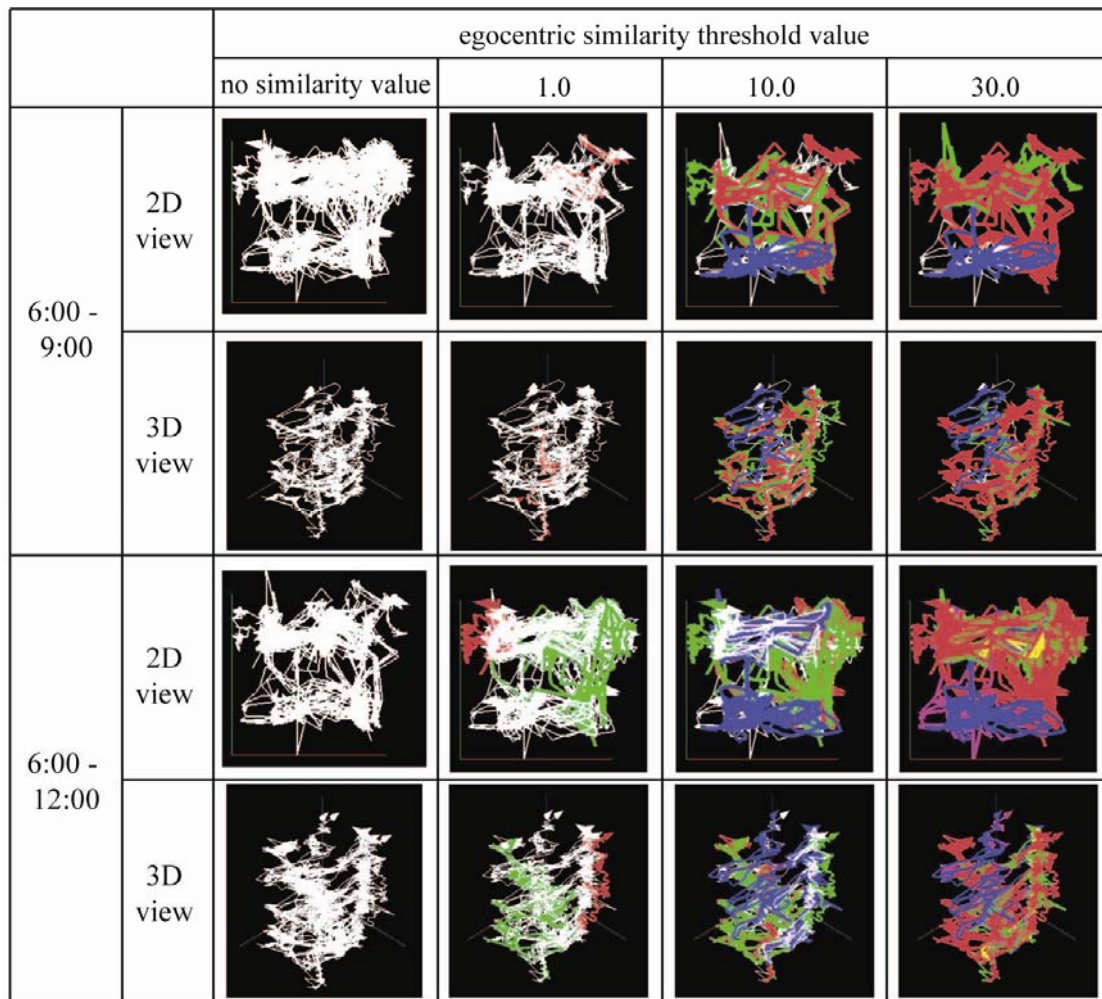 egocentric similarity threshold value
no similarity value
1.0
10.0
30.0
6:00 -
9:00
2D
view
3D
view
6:00 -
12:00
2D
view
3D
view